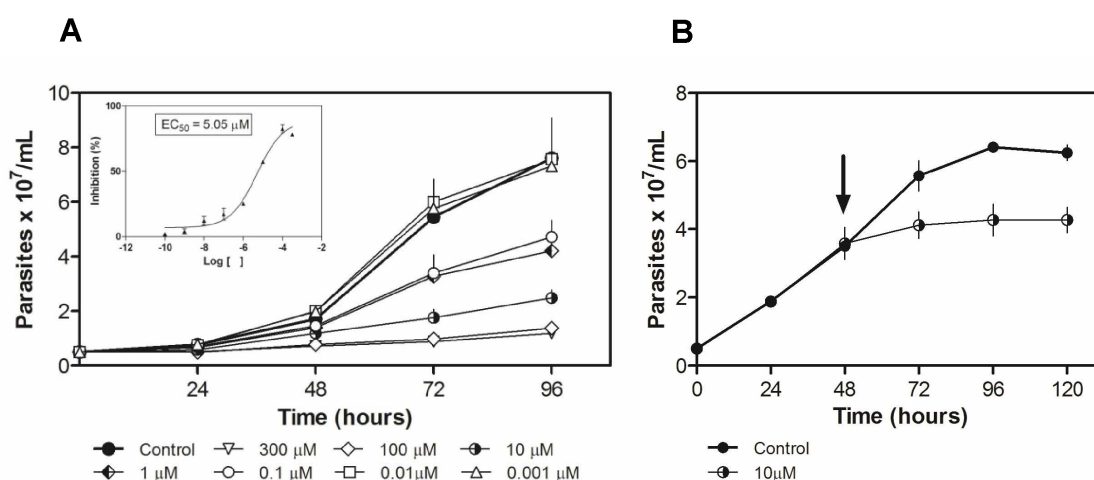 A
B
10
8
6
4
2
0
100
50
0
Inhibition (%)
EC50 = 5.05 µM
-12 -10 -8 -6 -4 -2
Log [ ]
Parasites x 10⁷/mL
24 48 72 96
Time (hours)
Control 300 µM 100 µM 10 µM
1 µM 0.1 µM 0.01µM 0.001 µM
8
6
4
2
0
Parasites x 10⁷/mL
0 24 48 72 96 120
Time (hours)
Control
10µM